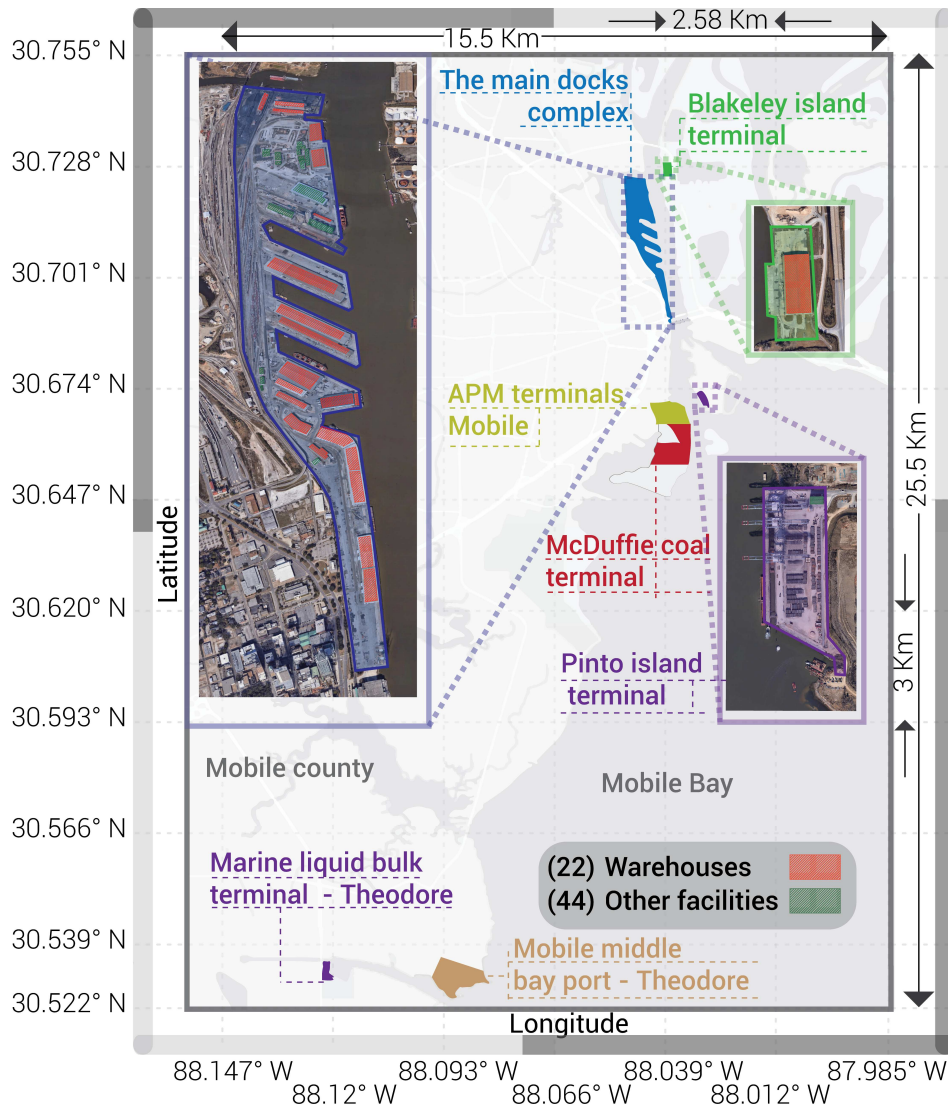 2.58 Km
15.5 Km
30.755° N
The main docks
complex
Blakeley island
terminal
30.728° N
30.701° N
30.674° N
APM terminals
Mobile
25.5 Km
30.647° N
Latitude
McDuffie coal
terminal
30.620° N
3 Km
Pinto island
terminal
30.593° N
Mobile county
Mobile Bay
30.566° N
Marine liquid bulk
terminal - Theodore
(22) Warehouses
(44) Other facilities
30.539° N
Mobile middle
bay port - Theodore
30.522° N
Longitude
88.147° W
88.093° W
88.039° W
87.985° W
88.12° W
88.066° W
88.012° W